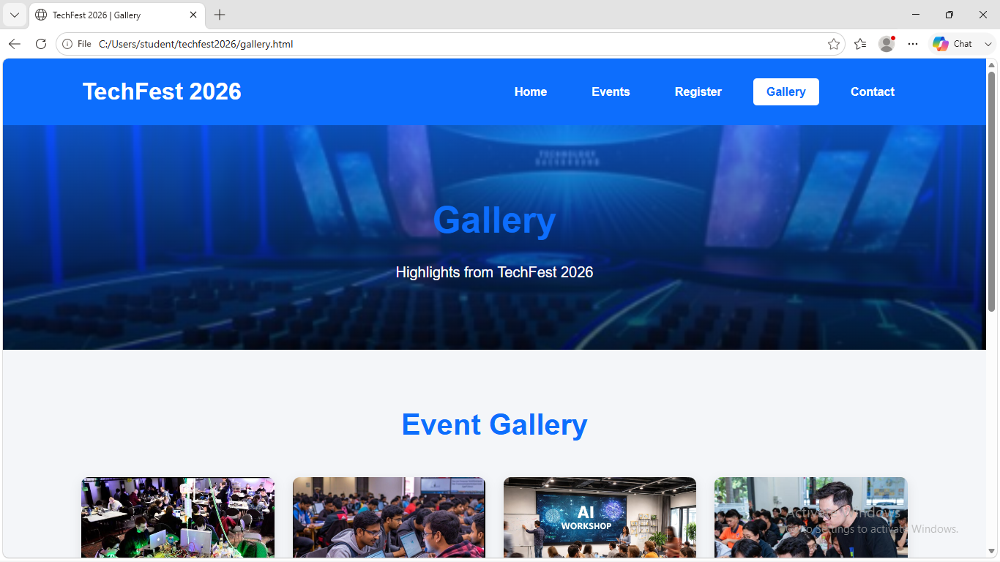 TechFest 2026 | Gallery
File C:/Users/student/techfest2026/gallery.html
Chat
TechFest 2026
Home Events Register Gallery Contact
TECHNOLOGY
BACKGROUND
Gallery
Highlights from TechFest 2026
Event Gallery
AI
WORKSHOP
Activate Windows
Go to Settings to activate Windows.